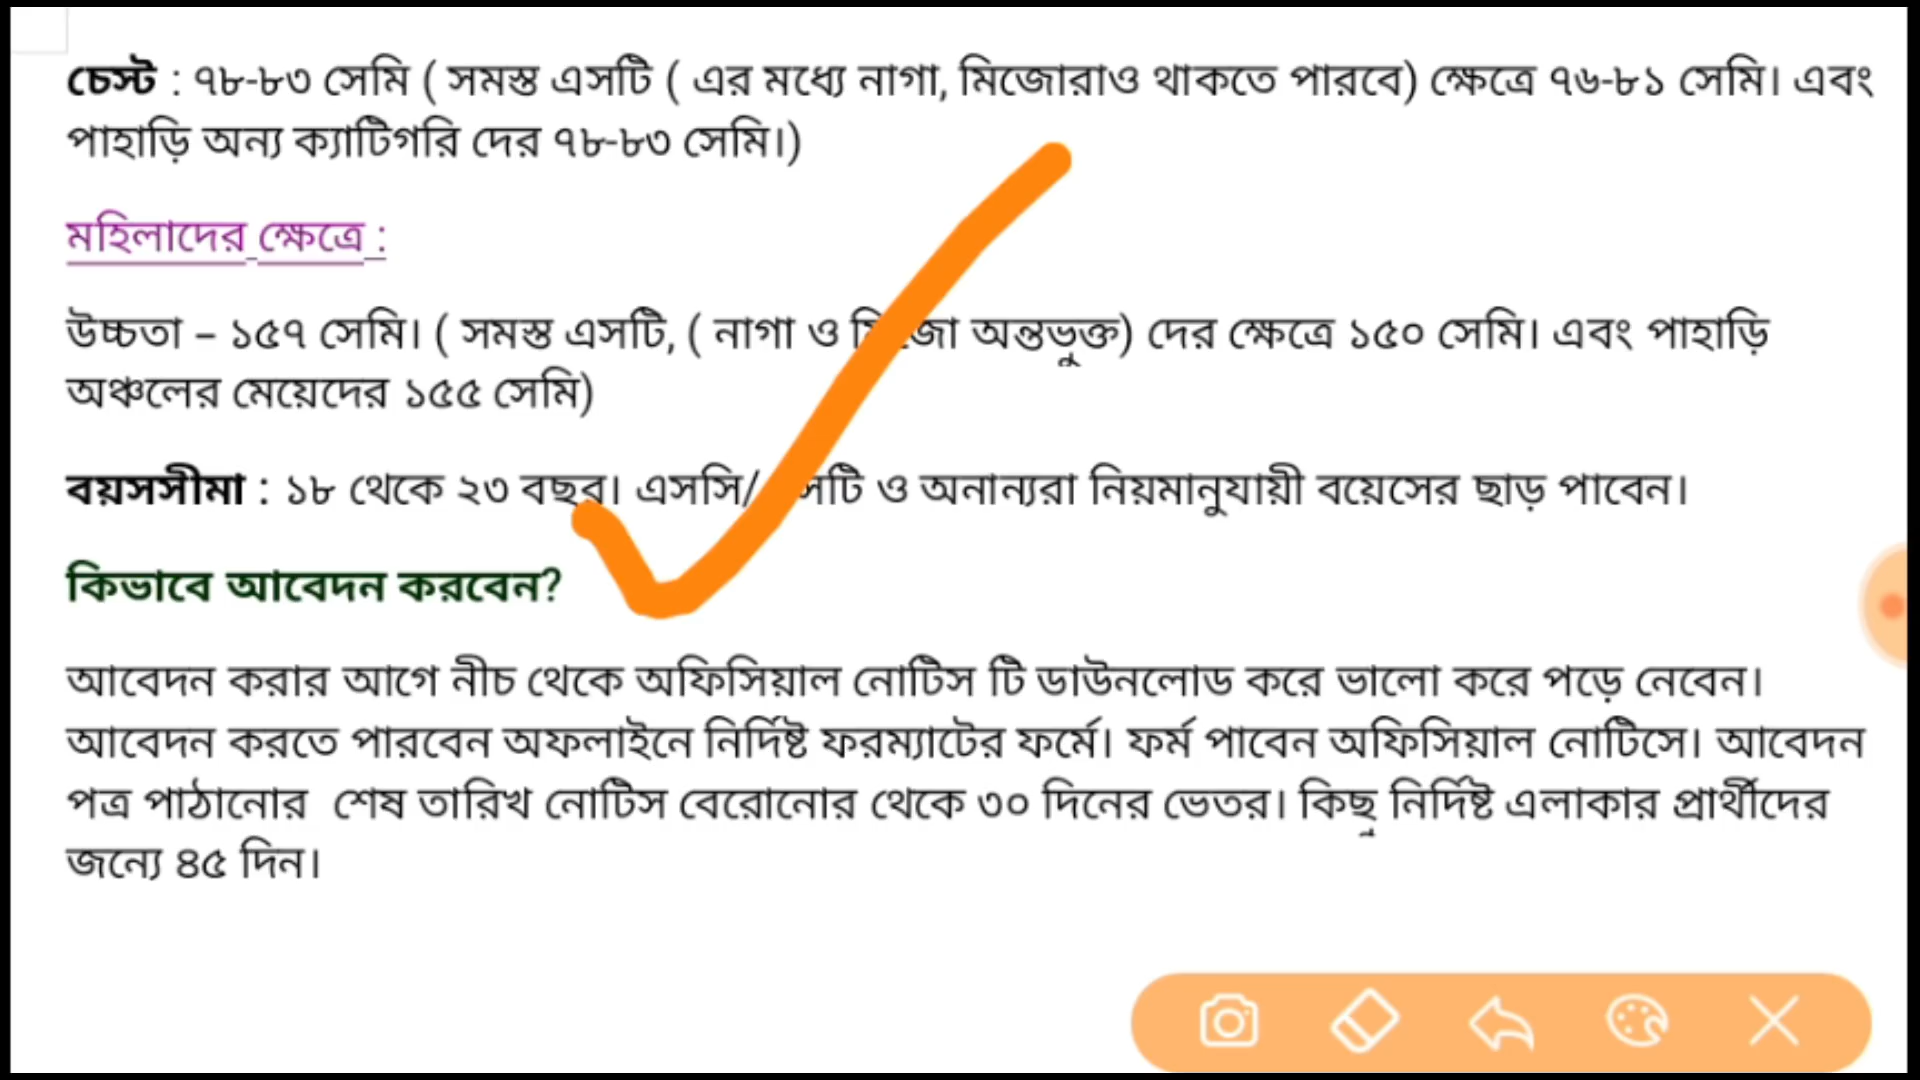 চেস্ট : ৭৮-৮৩ সেমি ( সমস্ত এসটি ( এর মধ্যে নাগা, মিজোরাও থাকতে পারবে) ক্ষেত্রে ৭৬-৮১ সেমি। এবং
পাহাড়ি অন্য ক্যাটিগরি দের ৭৮-৮৩ সেমি।)
মহিলাদের ক্ষেত্রে :
উচ্চতা – ১৫৭ সেমি। ( সমস্ত এসটি, ( নাগা ও মিজো অন্তভুক্ত) দের ক্ষেত্রে ১৫০ সেমি। এবং পাহাড়ি
অঞ্চলের মেয়েদের ১৫৫ সেমি)
বয়সসীমা : ১৮ থেকে ২৩ বছর। এসসি/এসটি ও অনান্যরা নিয়মানুযায়ী বয়েসের ছাড় পাবেন।
কিভাবে আবেদন করবেন?
আবেদন করার আগে নীচ থেকে অফিসিয়াল নোটিস টি ডাউনলোড করে ভালো করে পড়ে নেবেন।
আবেদন করতে পারবেন অফলাইনে নির্দিষ্ট ফরম্যাটের ফর্মে। ফর্ম পাবেন অফিসিয়াল নোটিসে। আবেদন
পত্র পাঠানোর শেষ তারিখ নোটিস বেরোনোর থেকে ৩০ দিনের ভেতর। কিছু নির্দিষ্ট এলাকার প্রার্থীদের
জন্যে ৪৫ দিন।